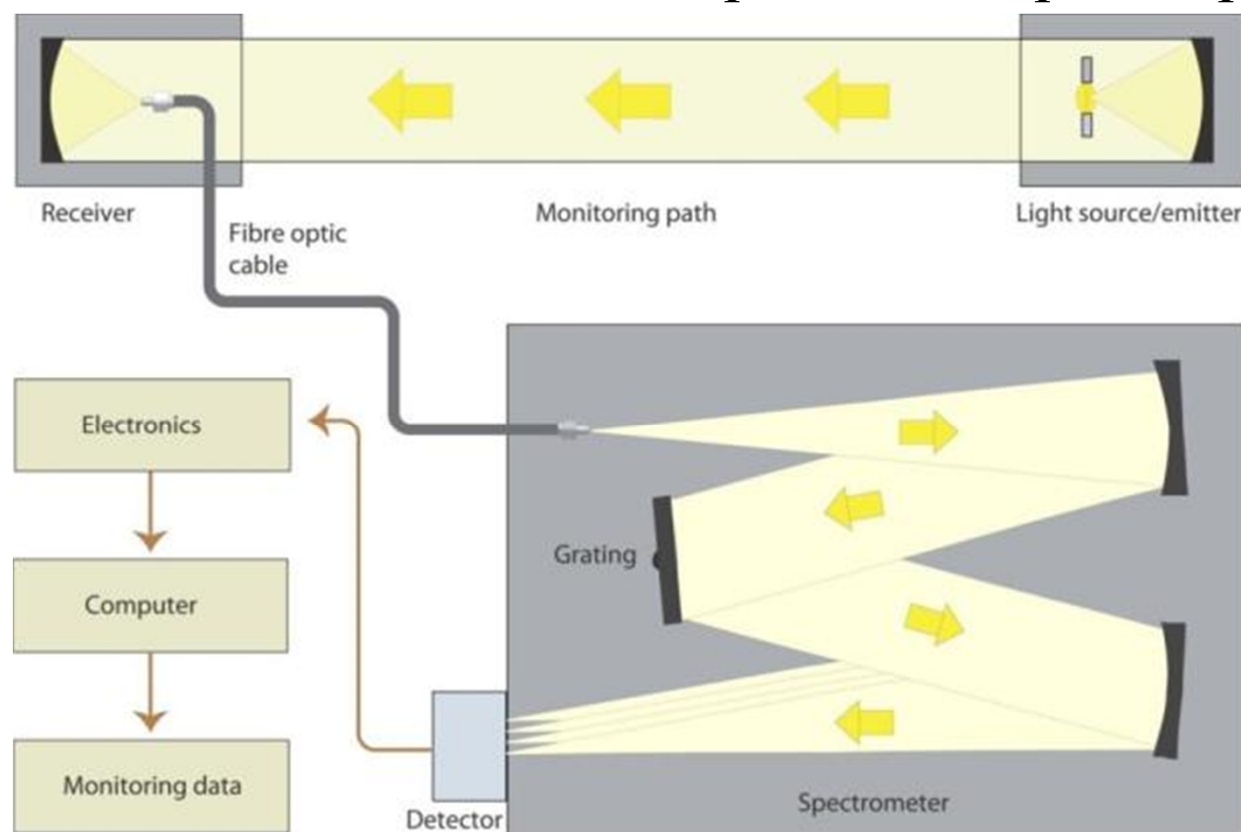 Receiver
Monitoring path
Light source/emitter
Fibre optic
cable
Electronics
Grating
Computer
Monitoring data
Detector
Spectrometer